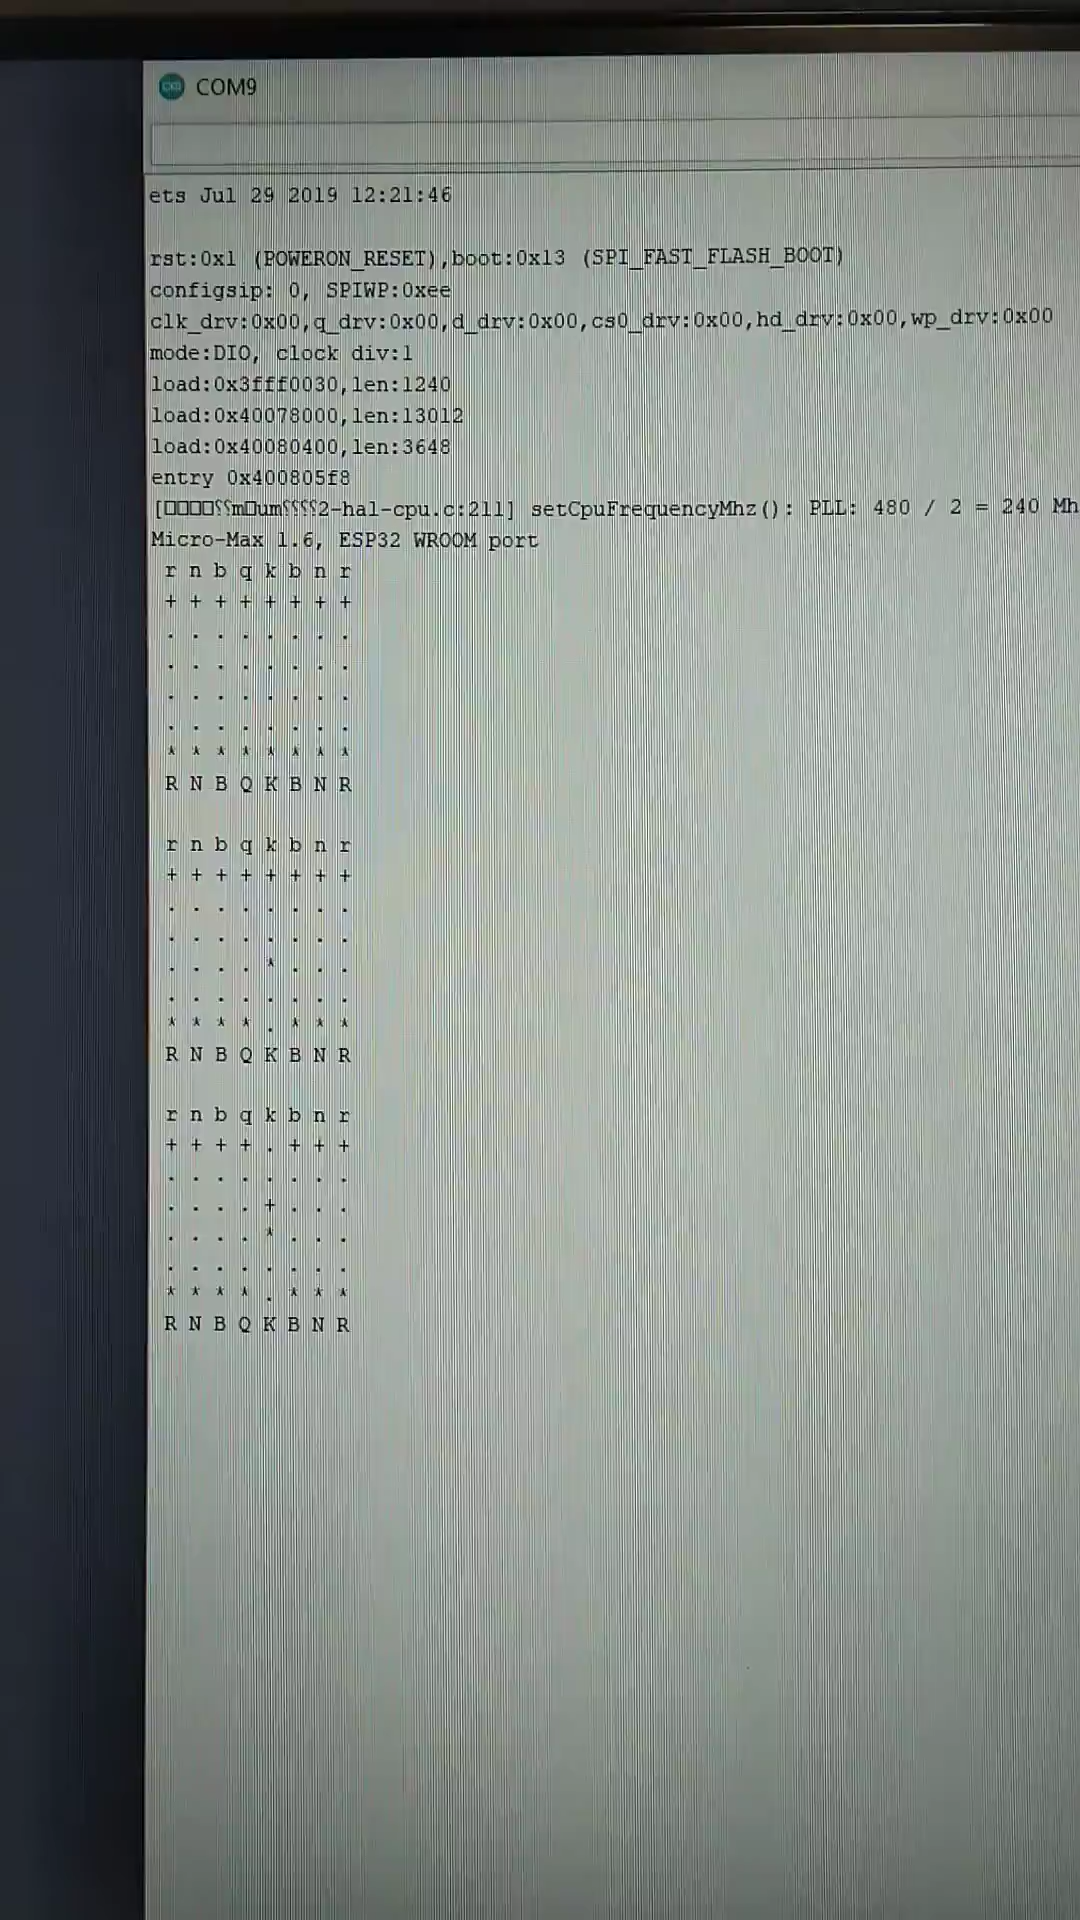 COM9
ets Jul 29 2019 12:21:46
rst:0x1 (POWERON_RESET),boot:0x13 (SPI_FAST_FLASH_BOOT)
configsip: 0, SPIWP:0xee
clk_drv:0x00,q_drv:0x00,d_drv:0x00,cs0_drv:0x00,hd_drv:0x00,wp_drv:0x00
mode:DIO, clock div:1
load:0x3fff0030,len:1240
load:0x40078000,len:13012
load:0x40080400,len:3648
entry 0x400805f8
[□□□□⸮⸮m□um⸮⸮⸮⸮2-hal-cpu.c:211] setCpuFrequencyMhz(): PLL: 480 / 2 = 240 Mh
Micro-Max 1.6, ESP32 WROOM port
r n b q k b n r
+ + + + + + + +
. . . . . . . .
. . . . . . . .
. . . . . . . .
. . . . . . . .
* * * * * * * *
R N B Q K B N R
r n b q k b n r
+ + + + + + + +
. . . . . . . .
. . . . . . . .
. . . . * . . .
. . . . . . . .
* * * * . * * *
R N B Q K B N R
r n b q k b n r
+ + + + . + + +
. . . . . . . .
. . . . + . . .
. . . . * . . .
. . . . . . . .
* * * * . * * *
R N B Q K B N R